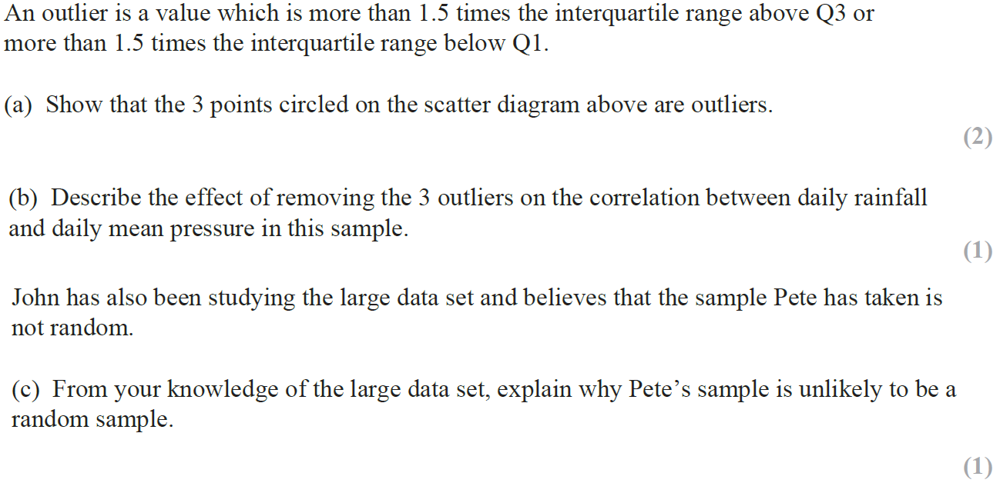 An outlier is a value which is more than 1.5 times the interquartile range above Q3 or
more than 1.5 times the interquartile range below Q1.
(a) Show that the 3 points circled on the scatter diagram above are outliers.
(2)
(b) Describe the effect of removing the 3 outliers on the correlation between daily rainfall
and daily mean pressure in this sample.
(1)
John has also been studying the large data set and believes that the sample Pete has taken is
not random.
(c) From your knowledge of the large data set, explain why Pete’s sample is unlikely to be a
random sample.
(1)